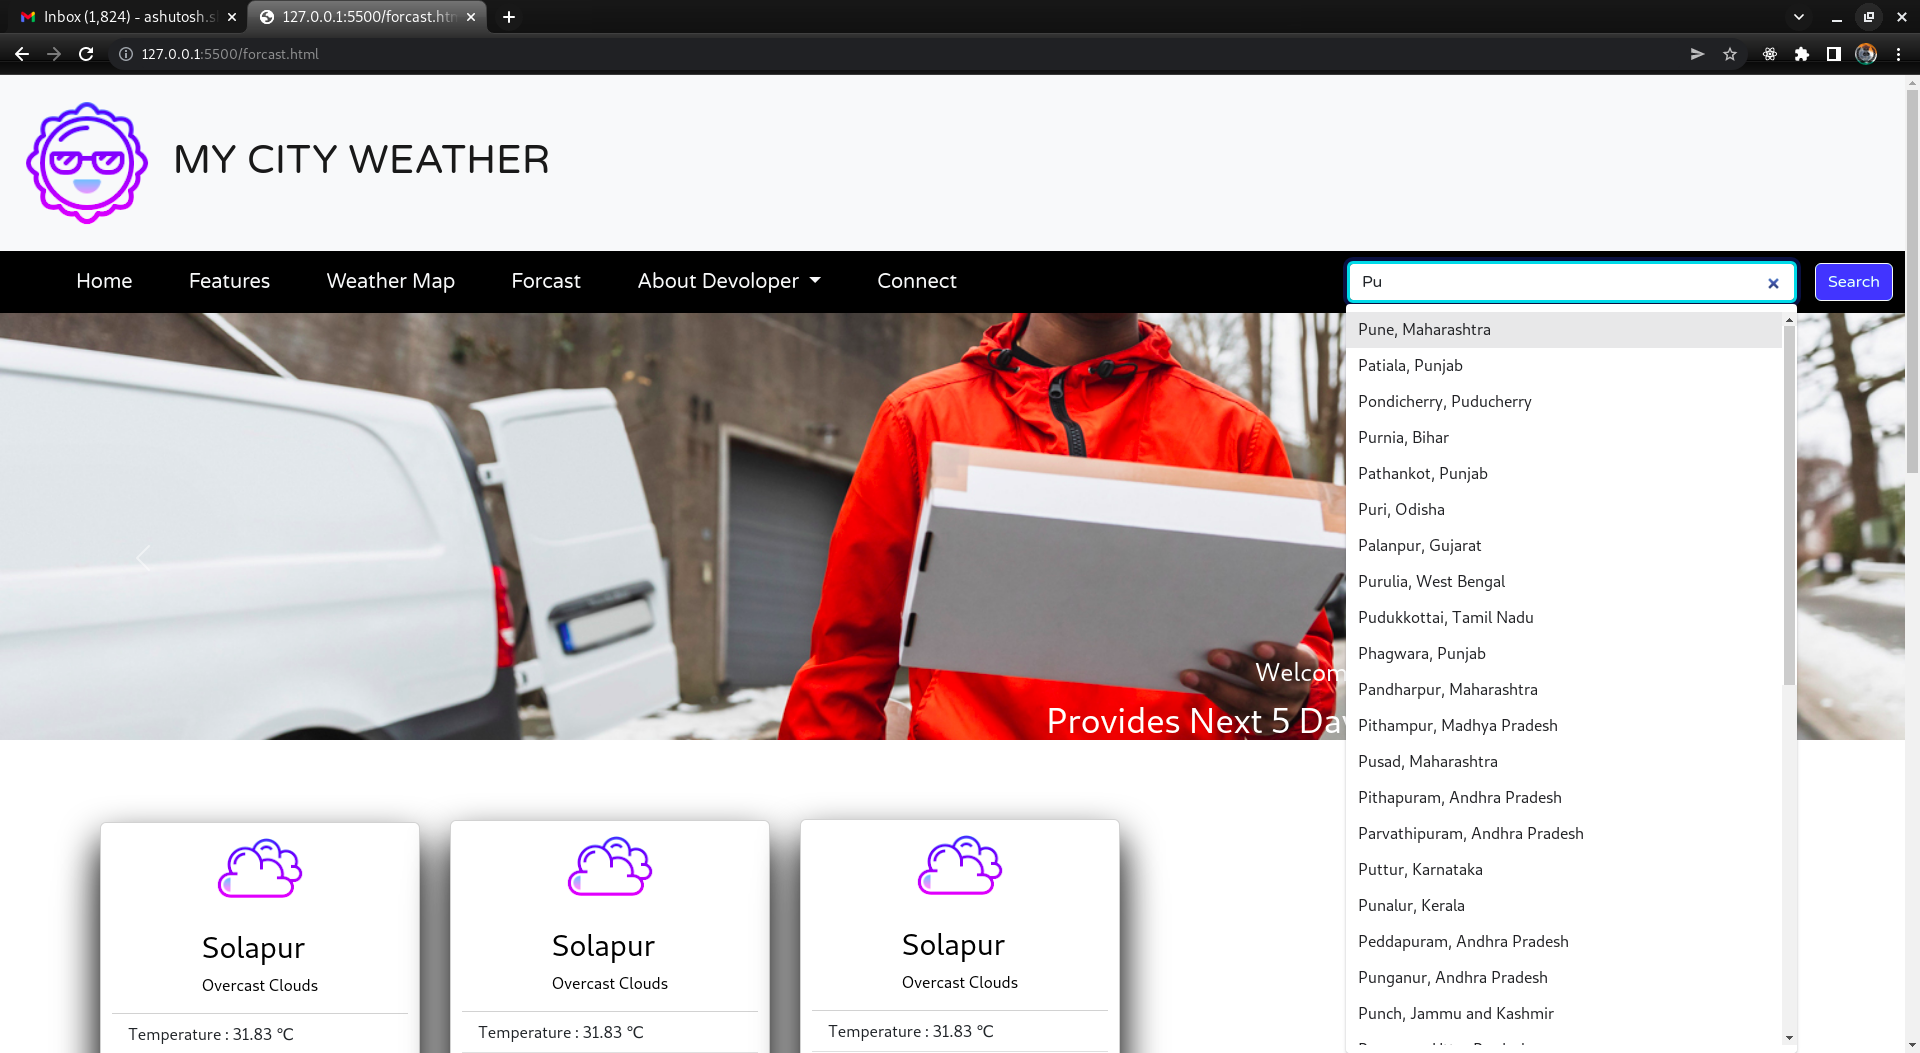 Inbox (1,824) - ashutosh.s
127.0.0.1:5500/forcast.htm
127.0.0.1:5500/forcast.html
MY CITY WEATHER
Home Features Weather Map Forcast About Devoloper Connect
Pu
Search
Pune, Maharashtra
Patiala, Punjab
Pondicherry, Puducherry
Purnia, Bihar
Pathankot, Punjab
Puri, Odisha
Palanpur, Gujarat
Purulia, West Bengal
Pudukkottai, Tamil Nadu
Phagwara, Punjab
Pandharpur, Maharashtra
Pithampur, Madhya Pradesh
Pusad, Maharashtra
Pithapuram, Andhra Pradesh
Parvathipuram, Andhra Pradesh
Puttur, Karnataka
Punalur, Kerala
Peddapuram, Andhra Pradesh
Punganur, Andhra Pradesh
Punch, Jammu and Kashmir
Welcom
Provides Next 5 Da
Solapur
Overcast Clouds
Temperature : 31.83 °C
Solapur
Overcast Clouds
Temperature : 31.83 °C
Solapur
Overcast Clouds
Temperature : 31.83 °C